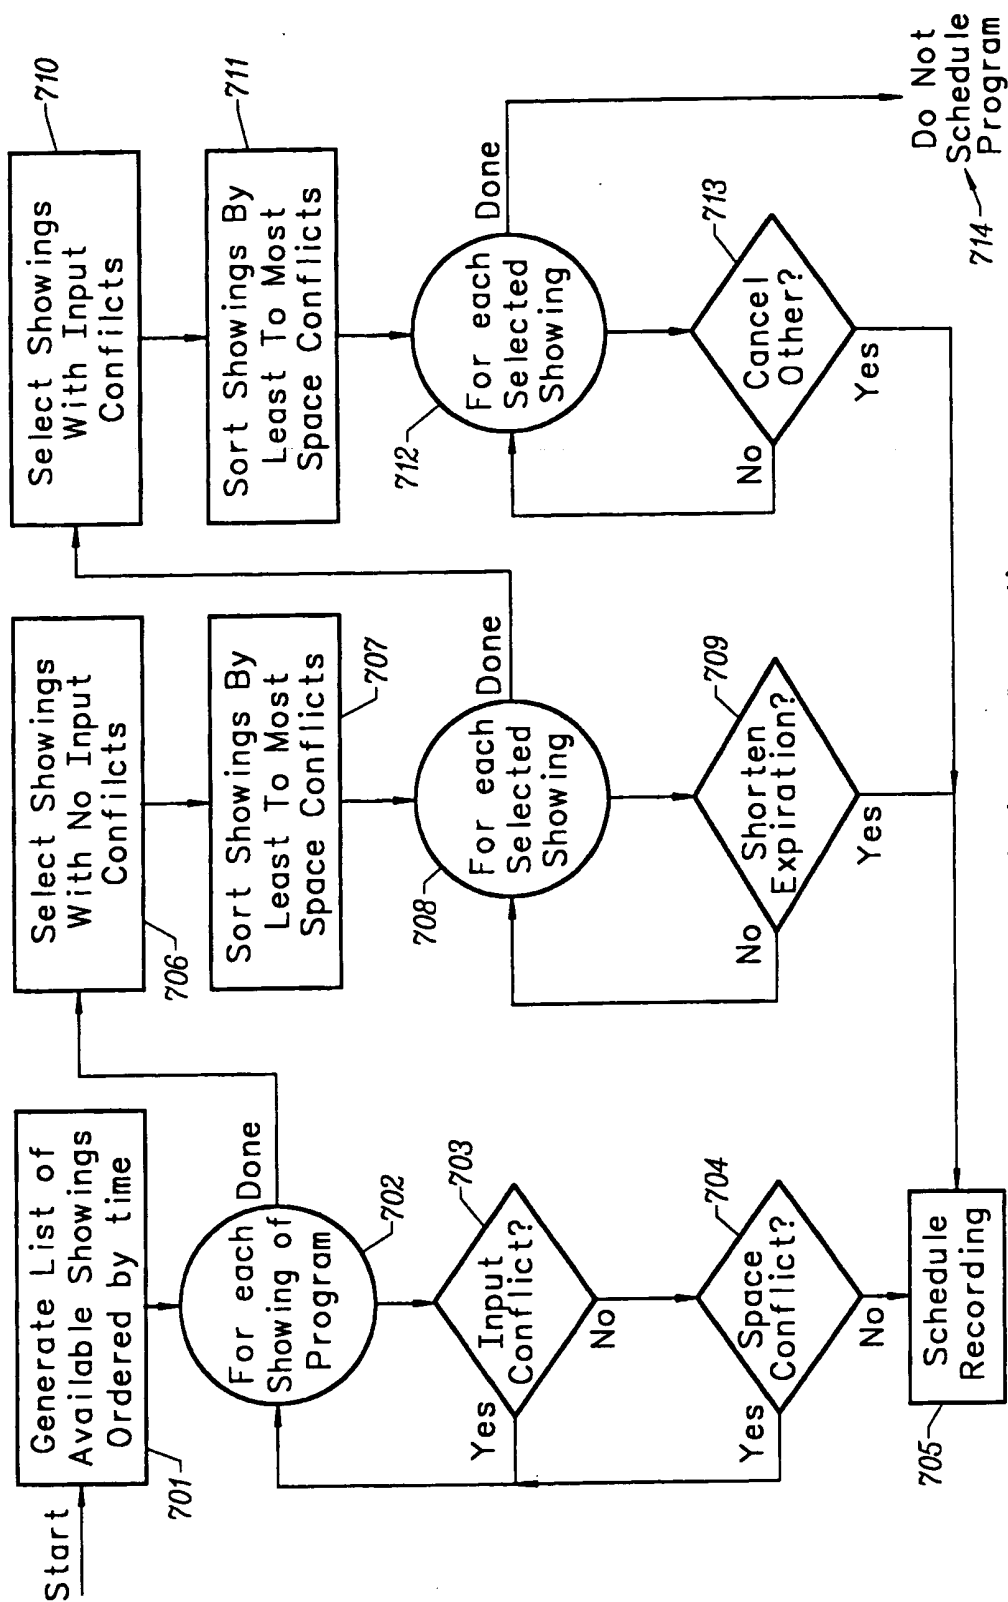 Start
Generate List of
Available Showings
Ordered by time
701
For each
Showing of
Program
Done
702
Input
Conflict?
703
Yes
No
Space
Conflict?
704
Yes
No
Schedule
Recording
705
Select Showings
With No Input
Confilcts
706
Sort Showings By
Least To Most
Space Conflicts
707
For each
Selected
Showing
Done
708
Shorten
Expiration?
709
No
Yes
Select Showings
With Input
Confilcts
710
Sort Showings By
Least To Most
Space Conflicts
711
For each
Selected
Showing
Done
712
Cancel
Other?
713
No
Yes
Do Not
Schedule
Program
714